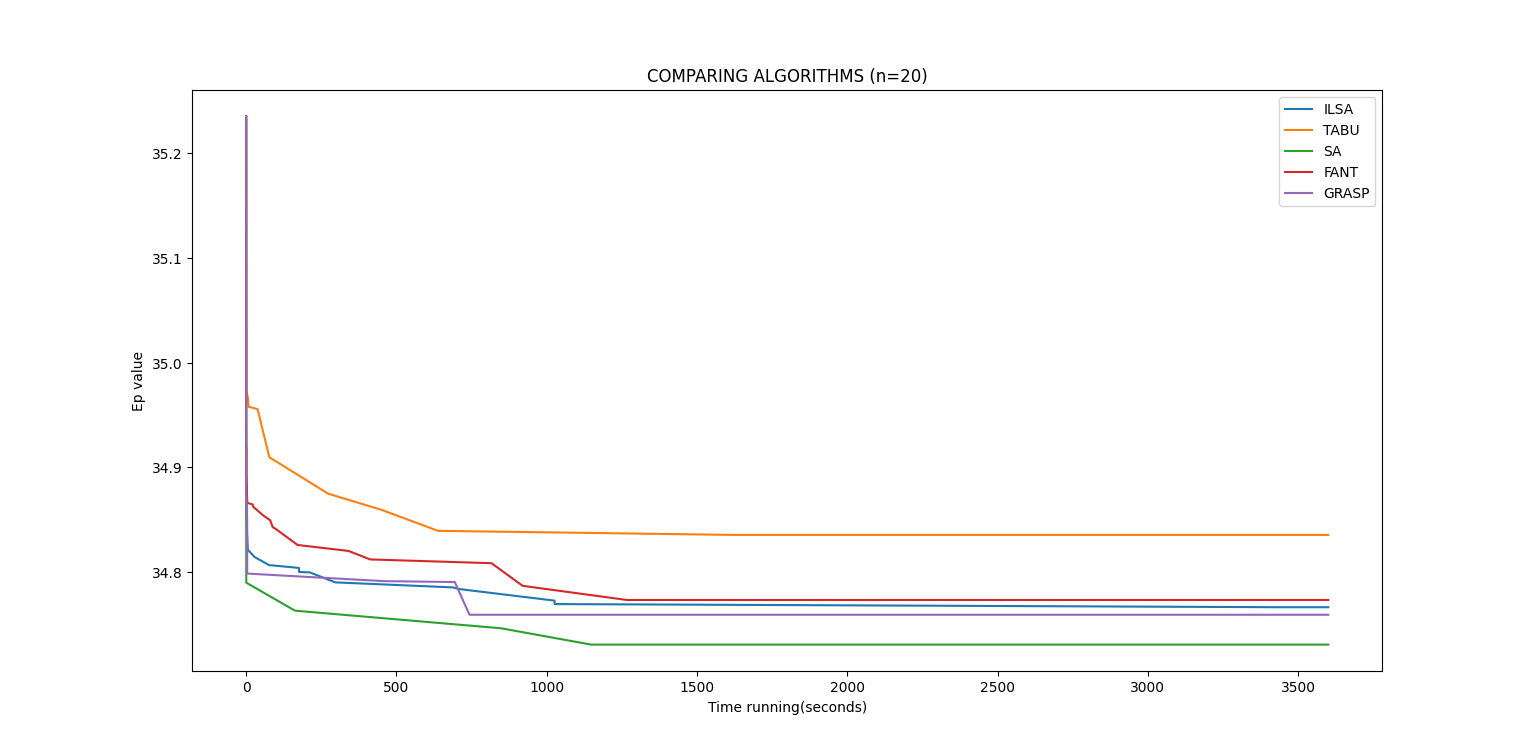 COMPARING ALGORITHMS (n=20)
ILSA
TABU
SA
FANT
GRASP
Ep value
35.2
35.1
35.0
34.9
34.8
0 500 1000 1500 2000 2500 3000 3500
Time running(seconds)